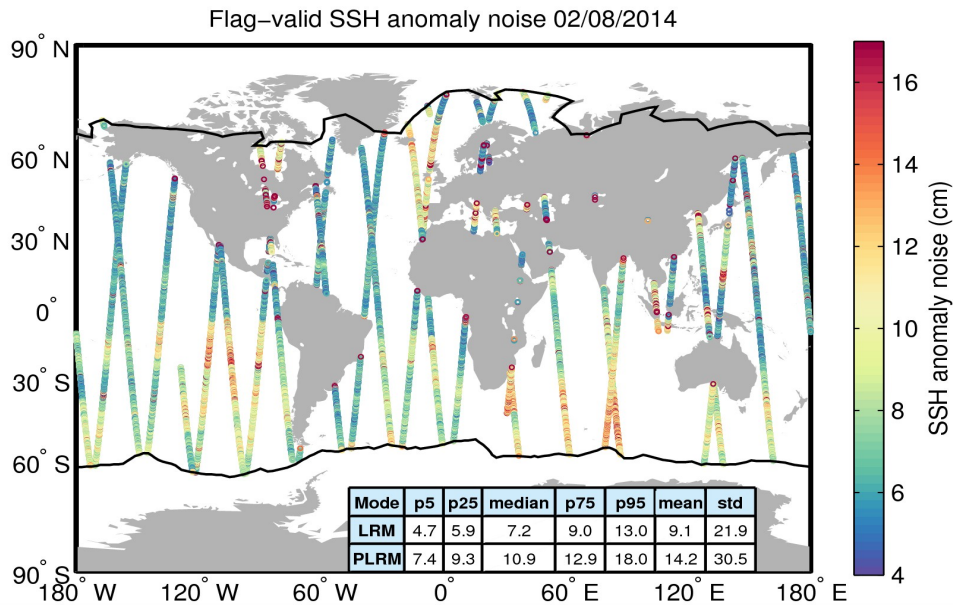 Flag−valid SSH anomaly noise 02/08/2014
90° N
60° N
30° N
0°
30° S
60° S
90° S
180° W
120° W
60° W
0°
60° E
120° E
180° E
Mode p5 p25 median p75 p95 mean std
LRM 4.7 5.9 7.2 9.0 13.0 9.1 21.9
PLRM 7.4 9.3 10.9 12.9 18.0 14.2 30.5
16
14
12
10
8
6
4
SSH anomaly noise (cm)